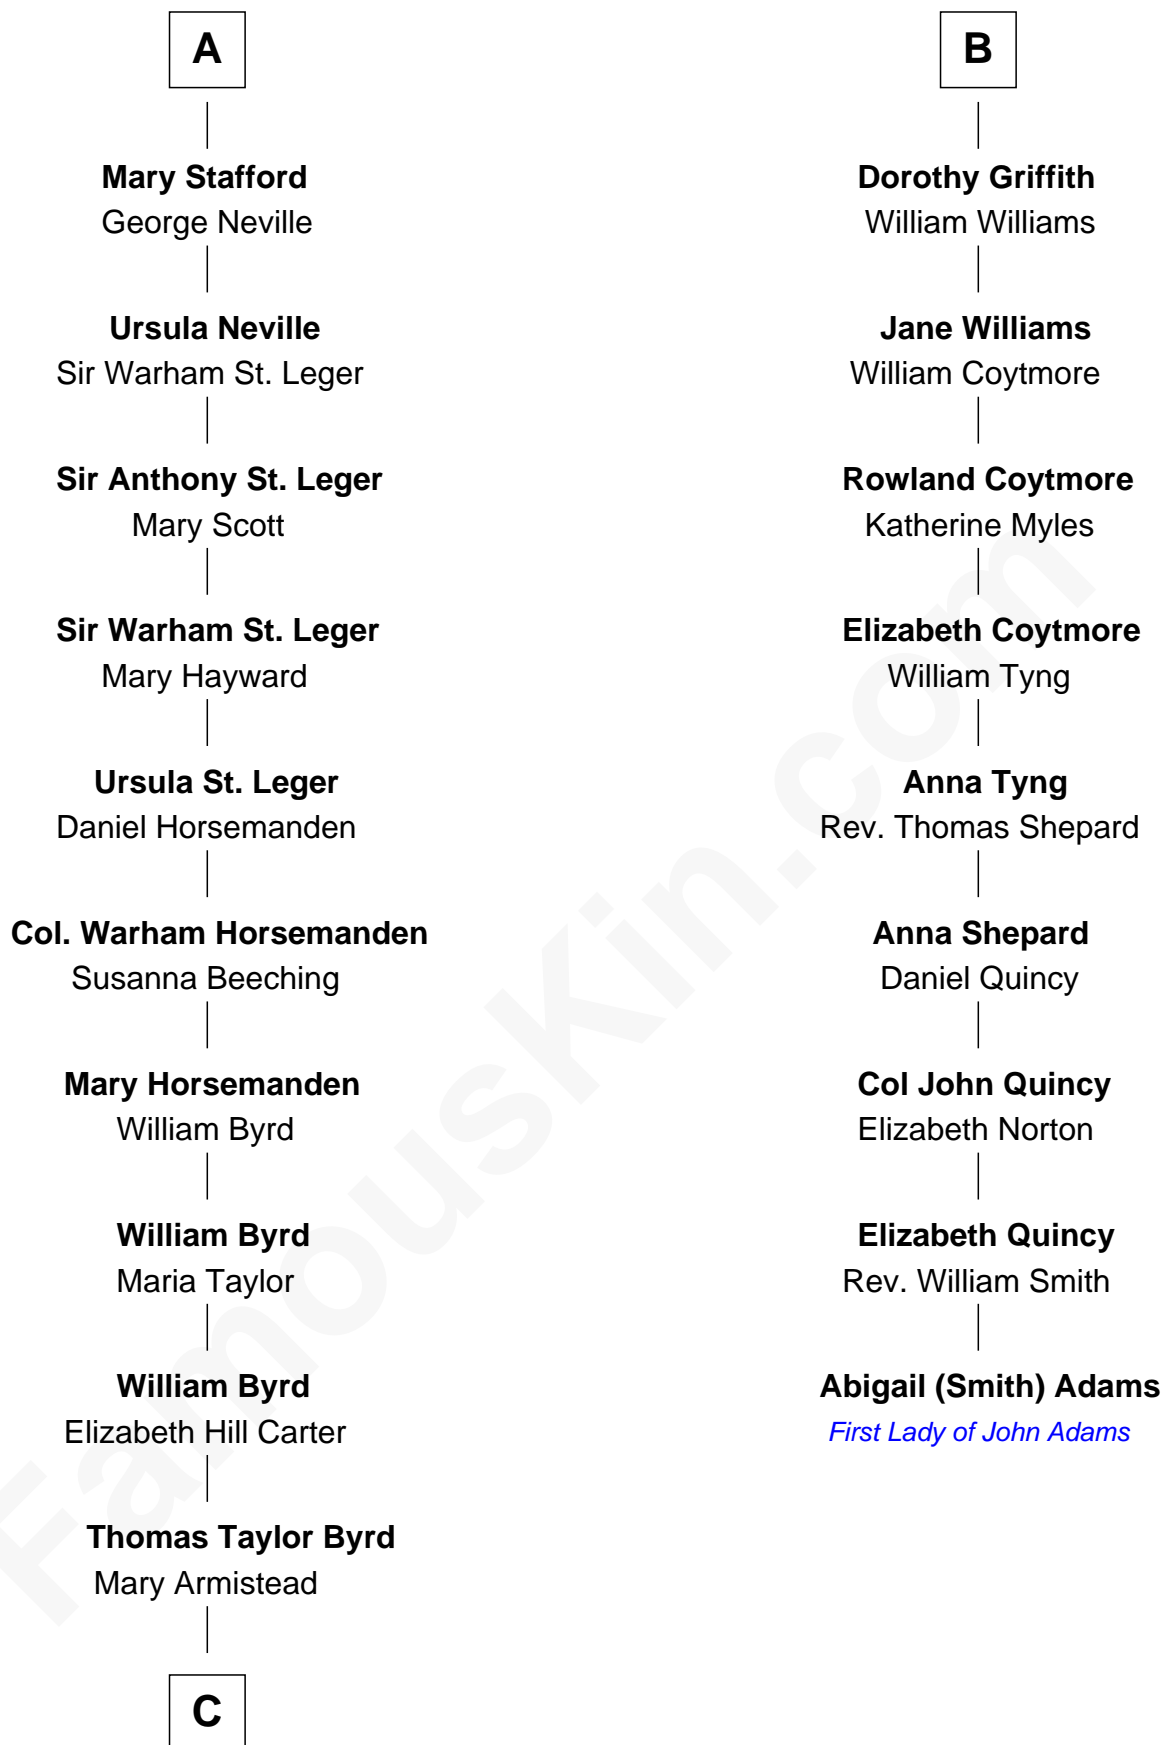 A
Mary Stafford
George Neville
Ursula Neville
Sir Warham St. Leger
Sir Anthony St. Leger
Mary Scott
Sir Warham St. Leger
Mary Hayward
Ursula St. Leger
Daniel Horsemanden
Col. Warham Horsemanden
Susanna Beeching
Mary Horsemanden
William Byrd
William Byrd
Maria Taylor
William Byrd
Elizabeth Hill Carter
Thomas Taylor Byrd
Mary Armistead
C
B
Dorothy Griffith
William Williams
Jane Williams
William Coytmore
Rowland Coytmore
Katherine Myles
Elizabeth Coytmore
William Tyng
Anna Tyng
Rev. Thomas Shepard
Anna Shepard
Daniel Quincy
Col John Quincy
Elizabeth Norton
Elizabeth Quincy
Rev. William Smith
Abigail (Smith) Adams
First Lady of John Adams
FamousKin.com